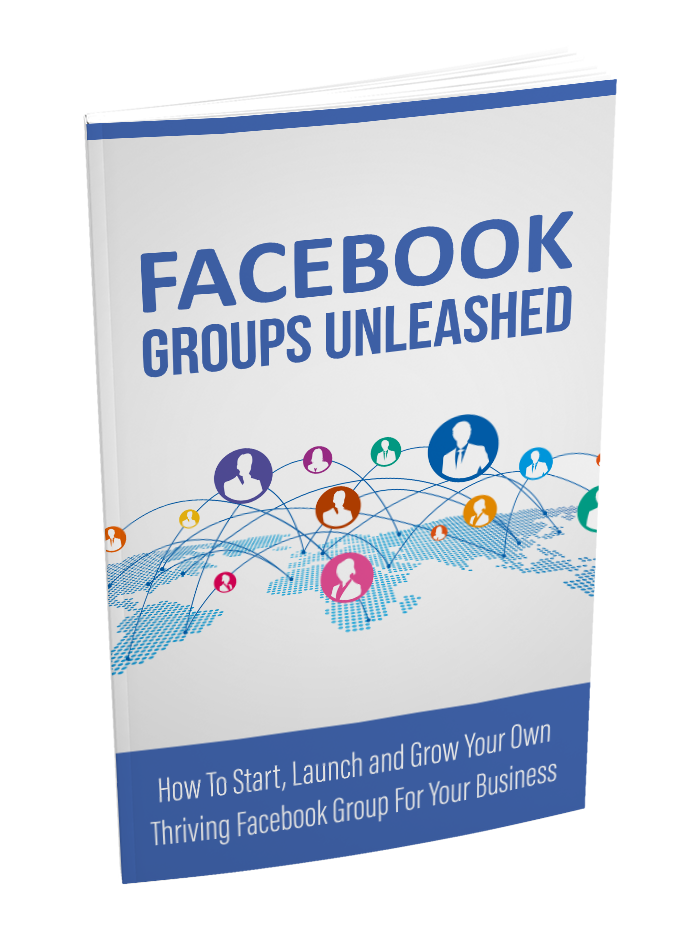 FACEBOOK
GROUPS UNLEASHED
How To Start, Launch and Grow Your Own
Thriving Facebook Group For Your Business